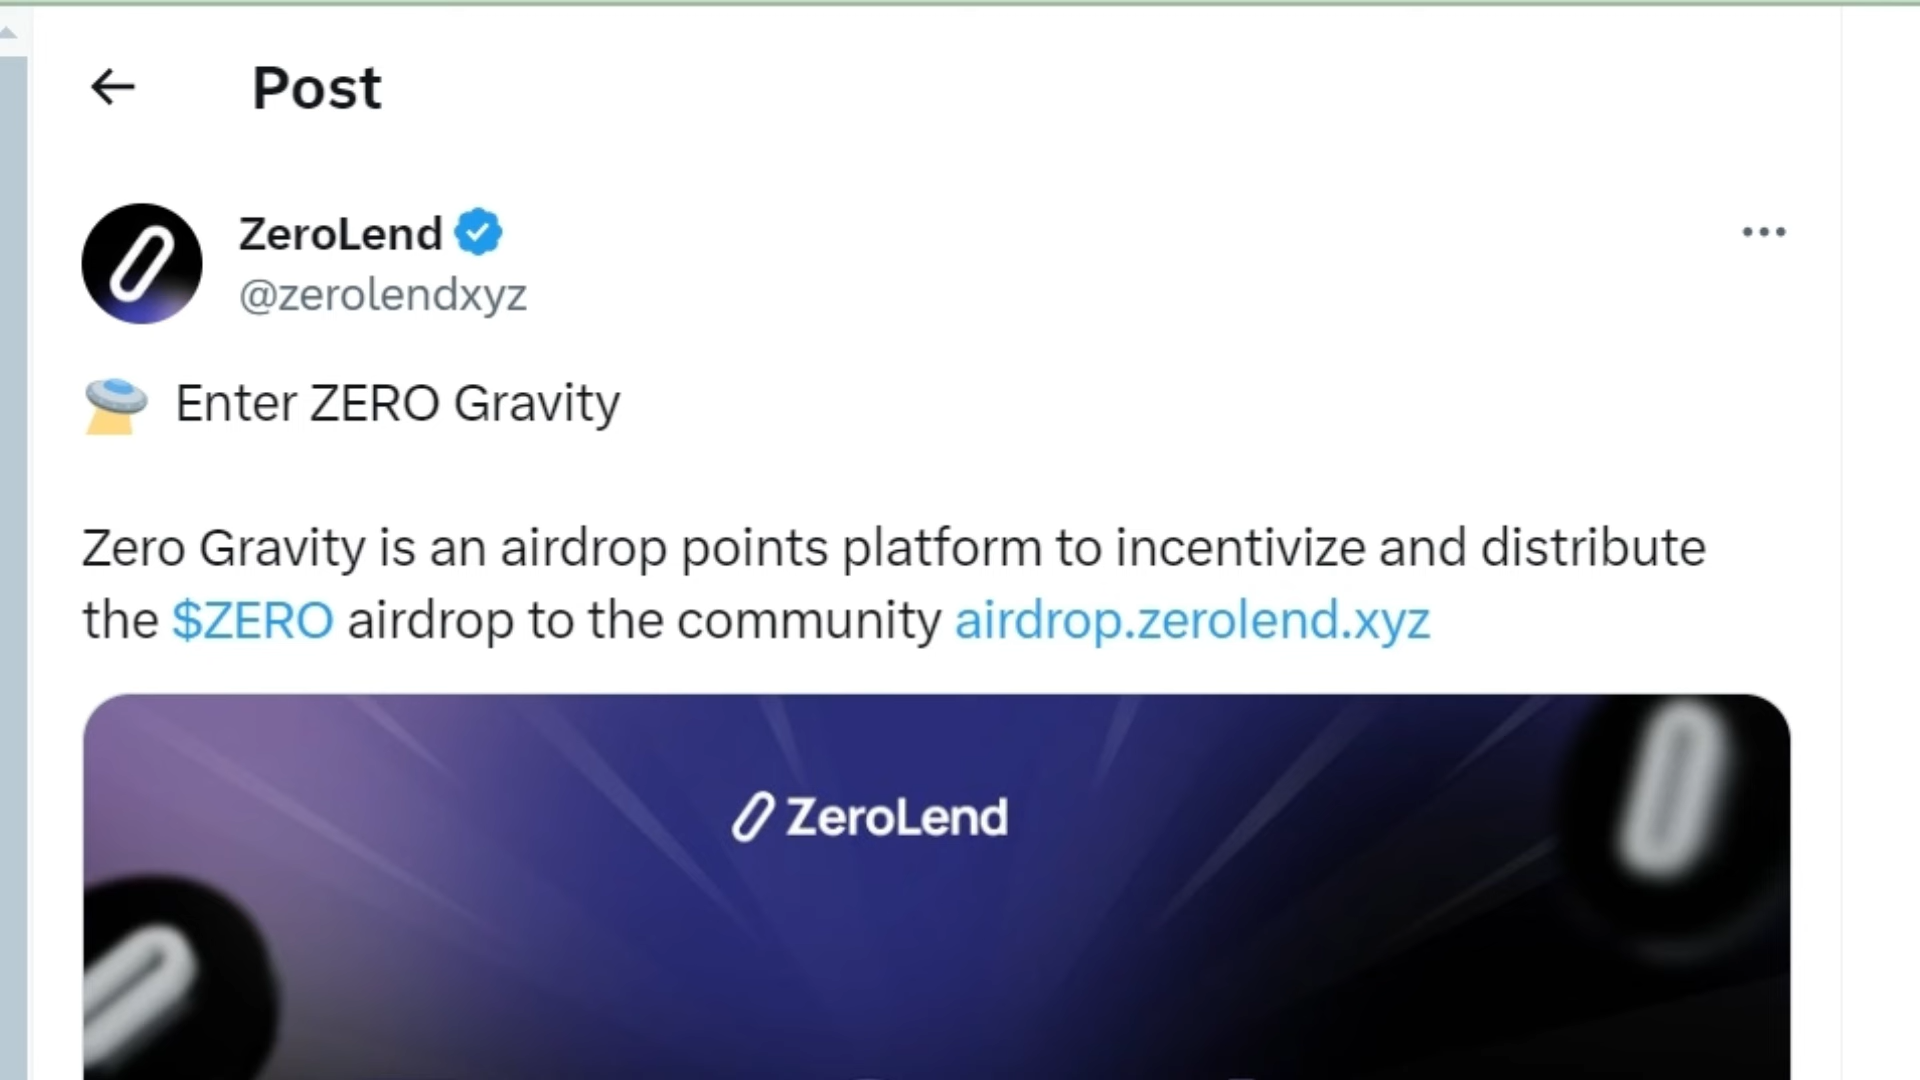 Post
ZeroLend
@zerolendxyz
Enter ZERO Gravity
Zero Gravity is an airdrop points platform to incentivize and distribute
the $ZERO airdrop to the community airdrop.zerolend.xyz
ZeroLend